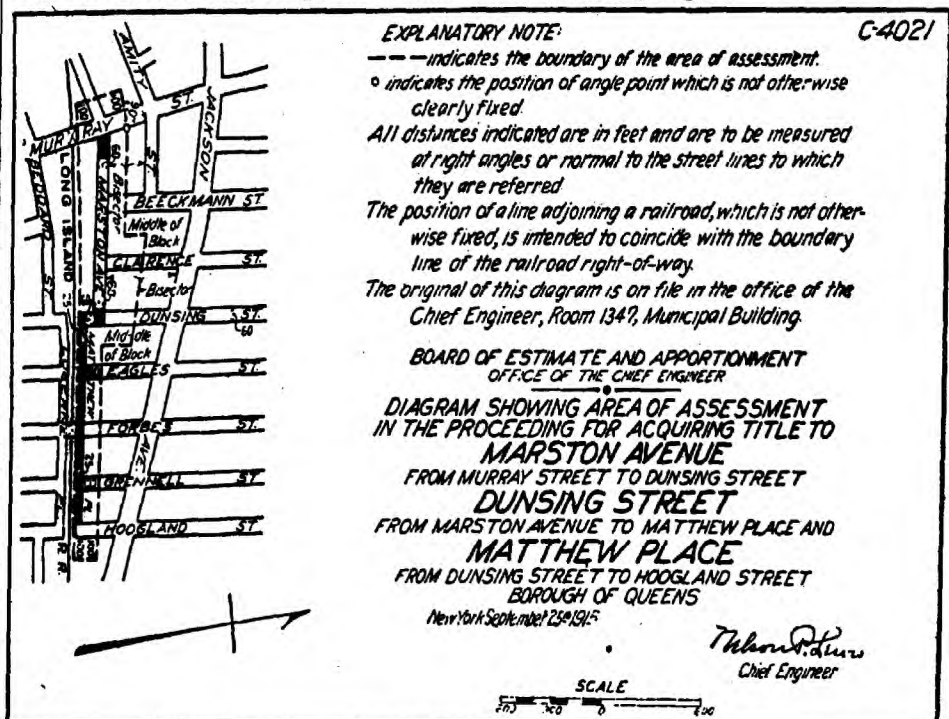 C-4021
EXPLANATORY NOTE:
indicates the boundary of the area of assessment.
indicates the position of angle point which is not otherwise
clearly fixed.
All distances indicated are in feet and are to be measured
at right angles or normal to the street lines to which
they are referred
The position of a line adjoining a railroad, which is not other-
wise fixed, is intended to coincide with the boundary
line of the railroad right-of-way.
The original of this diagram is on file in the office of the
Chief Engineer, Room 1347, Municipal Building.
BOARD OF ESTIMATE AND APPORTIONMENT
OFFICE OF THE CHIEF ENGINEER
DIAGRAM SHOWING AREA OF ASSESSMENT
IN THE PROCEEDING FOR ACQUIRING TITLE TO
MARSTON AVENUE
FROM MURRAY STREET TO DUNSING STREET
DUNSING STREET
FROM MARSTON AVENUE TO MATTHEW PLACE AND
MATTHEW PLACE
FROM DUNSING STREET TO HOOGLAND STREET
BOROUGH OF QUEENS
New York September 25th 1915
Chief Engineer
SCALE
AMITY
ST.
JACKSON
AVE.
MURRAY
ST.
LONG ISLAND
R.R.
MARSTON AVE.
60
Bisector
BEECKMANN ST.
Middle of
Block
CLARENCE ST.
60
Bisector
DUNSING ST.
60
Middle
of Block
EAGLES ST.
MATTHEW
PL.
FORBES ST.
GRENNELL ST
HOOGLAND ST.